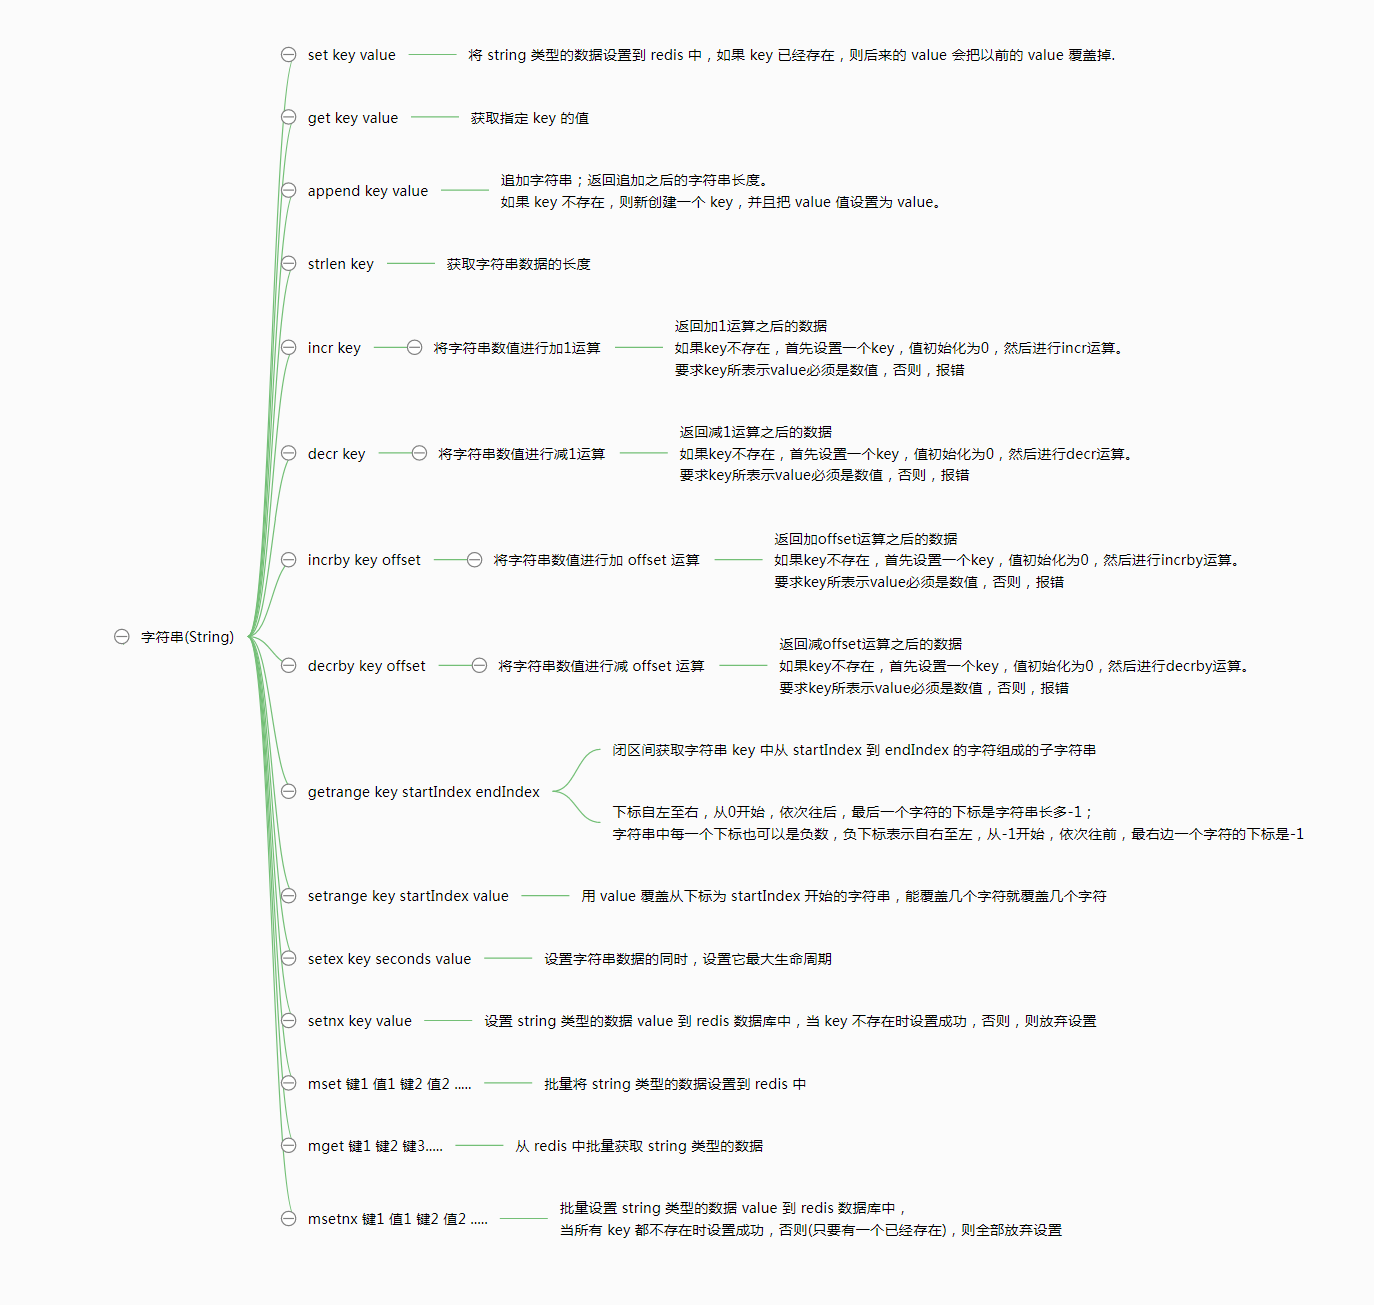 set key value
将 string 类型的数据设置到 redis 中，如果 key 已经存在，则后来的 value 会把以前的 value 覆盖掉.
get key value
获取指定 key 的值
append key value
追加字符串；返回追加之后的字符串长度。
如果 key 不存在，则新创建一个 key，并且把 value 值设置为 value。
strlen key
获取字符串数据的长度
incr key
将字符串数值进行加1运算
返回加1运算之后的数据
如果key不存在，首先设置一个key，值初始化为0，然后进行incr运算。
要求key所表示value必须是数值，否则，报错
decr key
将字符串数值进行减1运算
返回减1运算之后的数据
如果key不存在，首先设置一个key，值初始化为0，然后进行decr运算。
要求key所表示value必须是数值，否则，报错
incrby key offset
将字符串数值进行加 offset 运算
返回加offset运算之后的数据
如果key不存在，首先设置一个key，值初始化为0，然后进行incrby运算。
要求key所表示value必须是数值，否则，报错
字符串(String)
decrby key offset
将字符串数值进行减 offset 运算
返回减offset运算之后的数据
如果key不存在，首先设置一个key，值初始化为0，然后进行decrby运算。
要求key所表示value必须是数值，否则，报错
getrange key startIndex endIndex
闭区间获取字符串 key 中从 startIndex 到 endIndex 的字符组成的子字符串
下标自左至右，从0开始，依次往后，最后一个字符的下标是字符串长多-1；
字符串中每一个下标也可以是负数，负下标表示自右至左，从-1开始，依次往前，最右边一个字符的下标是-1
setrange key startIndex value
用 value 覆盖从下标为 startIndex 开始的字符串，能覆盖几个字符就覆盖几个字符
setex key seconds value
设置字符串数据的同时，设置它最大生命周期
setnx key value
设置 string 类型的数据 value 到 redis 数据库中，当 key 不存在时设置成功，否则，则放弃设置
mset 键1 值1 键2 值2 .....
批量将 string 类型的数据设置到 redis 中
mget 键1 键2 键3.....
从 redis 中批量获取 string 类型的数据
msetnx 键1 值1 键2 值2 .....
批量设置 string 类型的数据 value 到 redis 数据库中，
当所有 key 都不存在时设置成功，否则(只要有一个已经存在)，则全部放弃设置